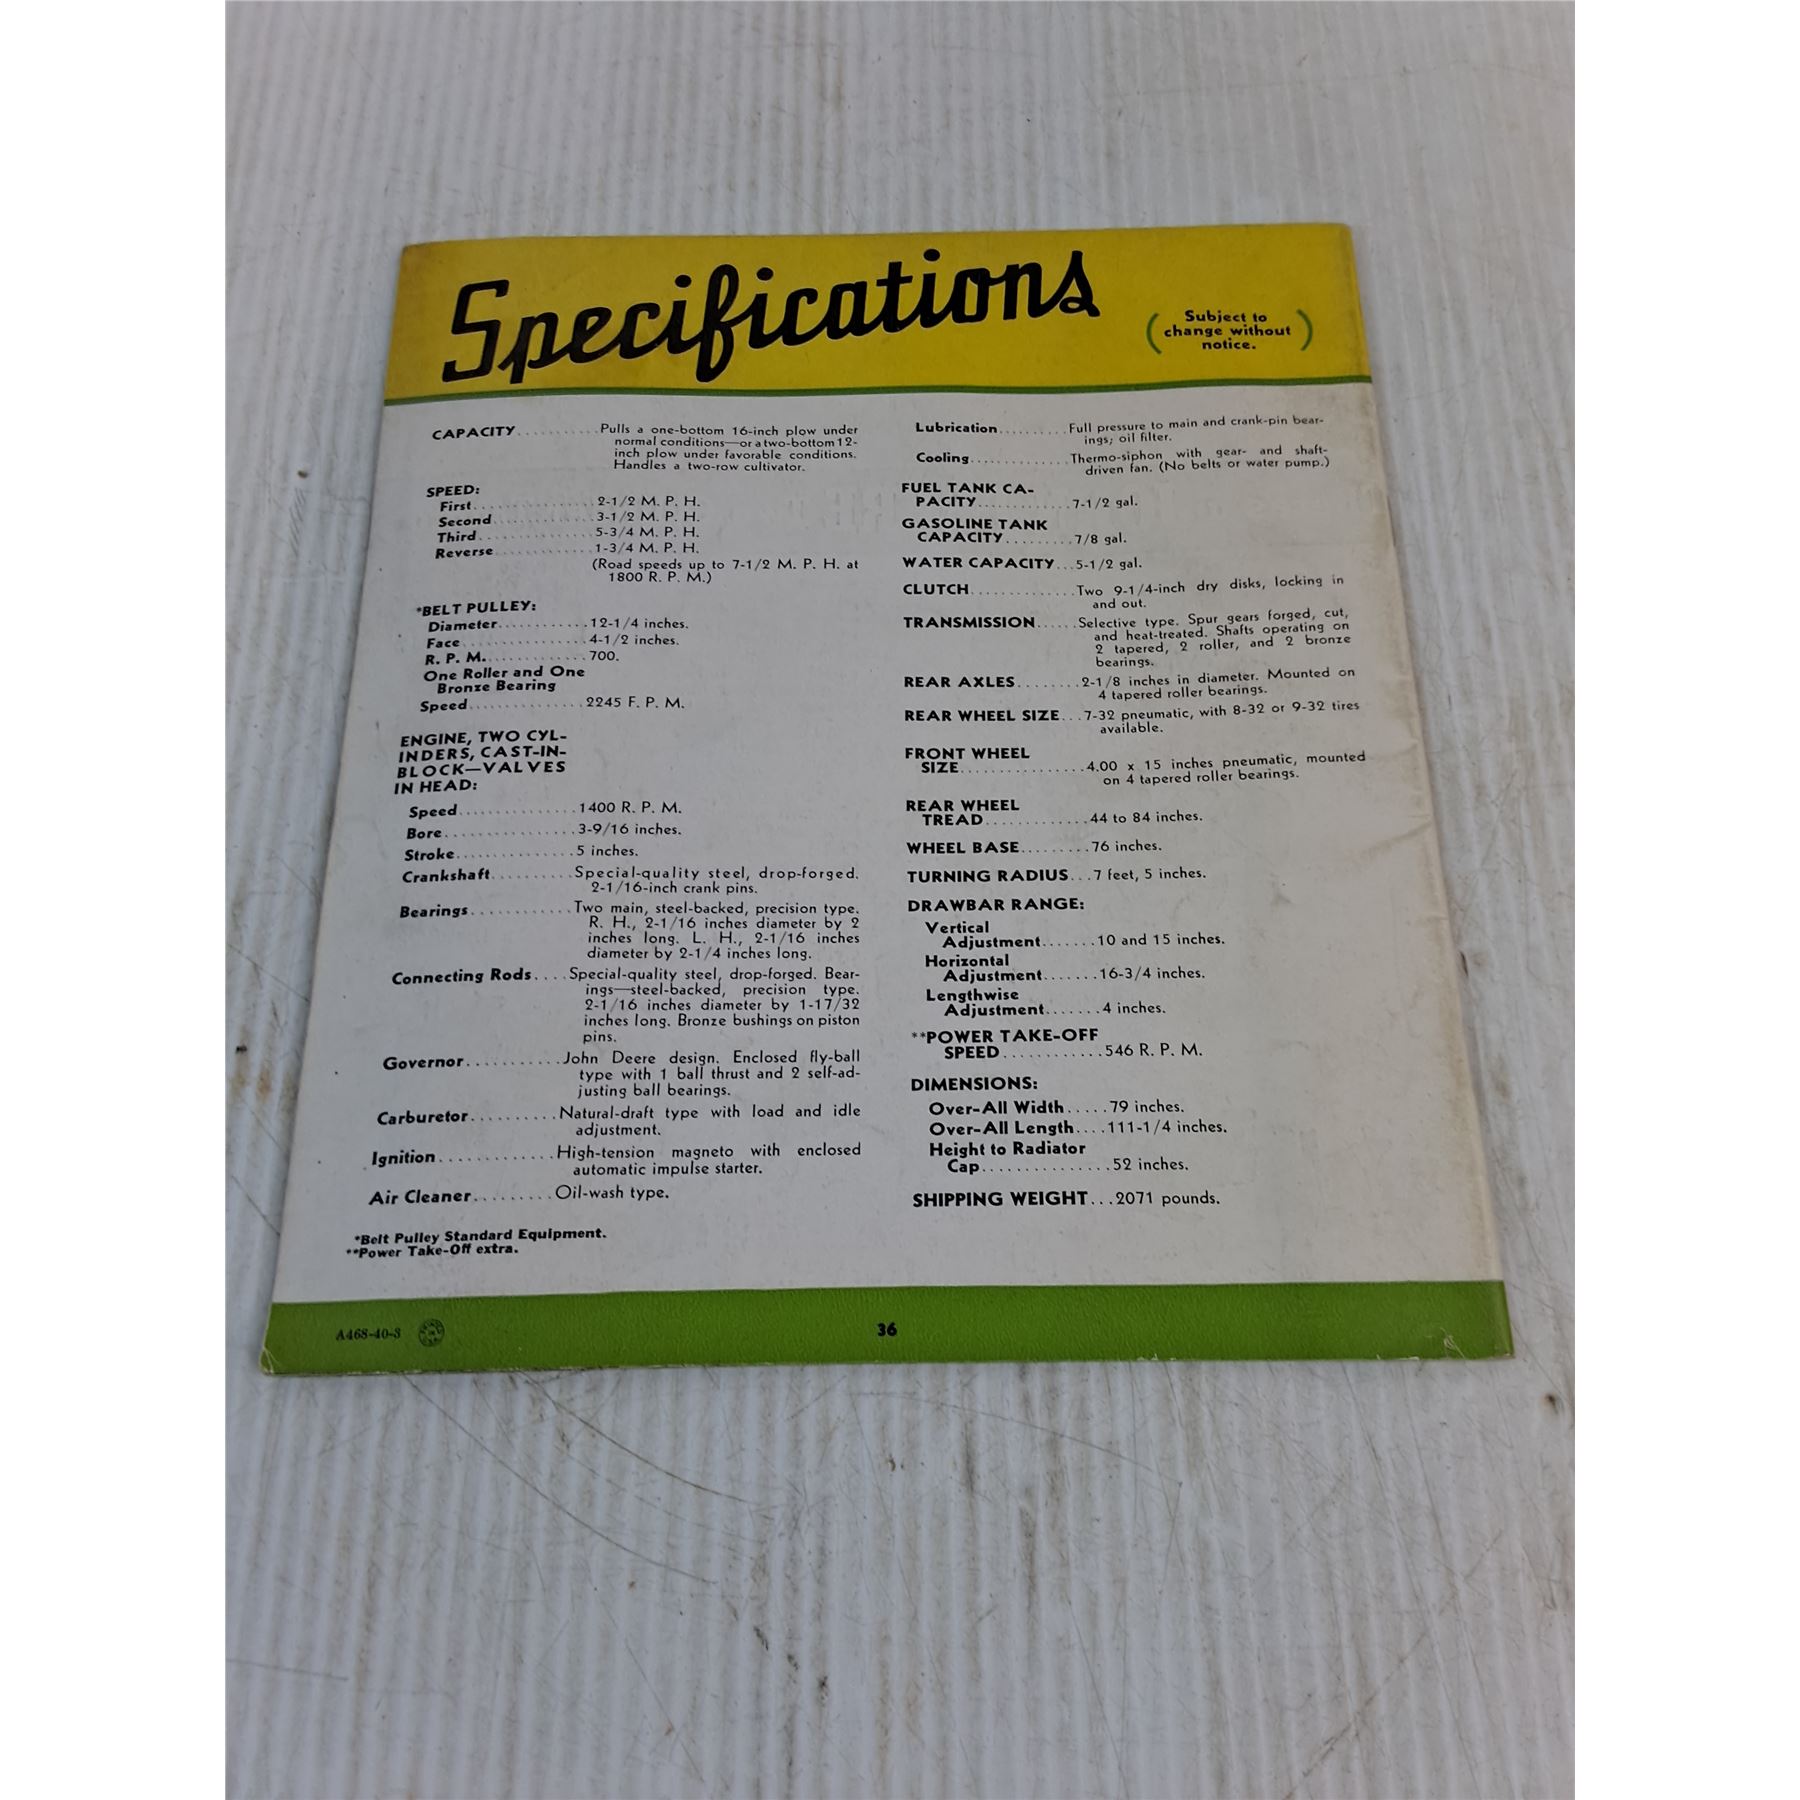 Specifications
(Subject to
change without
notice.)
CAPACITY..........Pulls a one-bottom 16-inch plow under
normal conditions—or a two-bottom 12-
inch plow under favorable conditions.
Handles a two-row cultivator.
SPEED:
First..............2-1/2 M. P. H.
Second............3-1/2 M. P. H.
Third..............5-3/4 M. P. H.
Reverse............1-3/4 M. P. H.
(Road speeds up to 7-1/2 M. P. H. at
1800 R. P. M.)
*BELT PULLEY:
Diameter...........12-1/4 inches.
Face...............4-1/2 inches.
R. P. M.............700.
One Roller and One
Bronze Bearing
Speed..............2245 F. P. M.
ENGINE, TWO CYL-
INDERS, CAST-IN-
BLOCK—VALVES
IN HEAD:
Speed..............1400 R. P. M.
Bore...............3-9/16 inches.
Stroke..............5 inches.
Crankshaft..........Special-quality steel, drop-forged.
2-1/16-inch crank pins.
Bearings............Two main, steel-backed, precision type.
R. H., 2-1/16 inches diameter by 2
inches long. L. H., 2-1/16 inches
diameter by 2-1/4 inches long.
Connecting Rods....Special-quality steel, drop-forged. Bear-
ings—steel-backed, precision type.
2-1/16 inches diameter by 1-17/32
inches long. Bronze bushings on piston
pins.
Governor..........John Deere design. Enclosed fly-ball
type with 1 ball thrust and 2 self-ad-
justing ball bearings.
Carburetor..........Natural-draft type with load and idle
adjustment.
Ignition............High-tension magneto with enclosed
automatic impulse starter.
Air Cleaner.........Oil-wash type.
*Belt Pulley Standard Equipment.
**Power Take-Off extra.
Lubrication..........Full pressure to main and crank-pin bear-
ings; oil filter.
Cooling..............Thermo-siphon with gear- and shaft-
driven fan. (No belts or water pump.)
FUEL TANK CA-
PACITY............7-1/2 gal.
GASOLINE TANK
CAPACITY.........7/8 gal.
WATER CAPACITY...5-1/2 gal.
CLUTCH..............Two 9-1/4-inch dry disks, locking in
and out.
TRANSMISSION......Selective type. Spur gears forged, cut,
and heat-treated. Shafts operating on
2 tapered, 2 roller, and 2 bronze
bearings.
REAR AXLES........2-1/8 inches in diameter. Mounted on
4 tapered roller bearings.
REAR WHEEL SIZE...7-32 pneumatic, with 8-32 or 9-32 tires
available.
FRONT WHEEL
SIZE................4.00 x 15 inches pneumatic, mounted
on 4 tapered roller bearings.
REAR WHEEL
TREAD.............44 to 84 inches.
WHEEL BASE.........76 inches.
TURNING RADIUS...7 feet, 5 inches.
DRAWBAR RANGE:
Vertical
Adjustment.......10 and 15 inches.
Horizontal
Adjustment.......16-3/4 inches.
Lengthwise
Adjustment.......4 inches.
**POWER TAKE-OFF
SPEED............546 R. P. M.
DIMENSIONS:
Over-All Width.....79 inches.
Over-All Length....111-1/4 inches.
Height to Radiator
Cap...............52 inches.
SHIPPING WEIGHT...2071 pounds.
A468-40-3
36